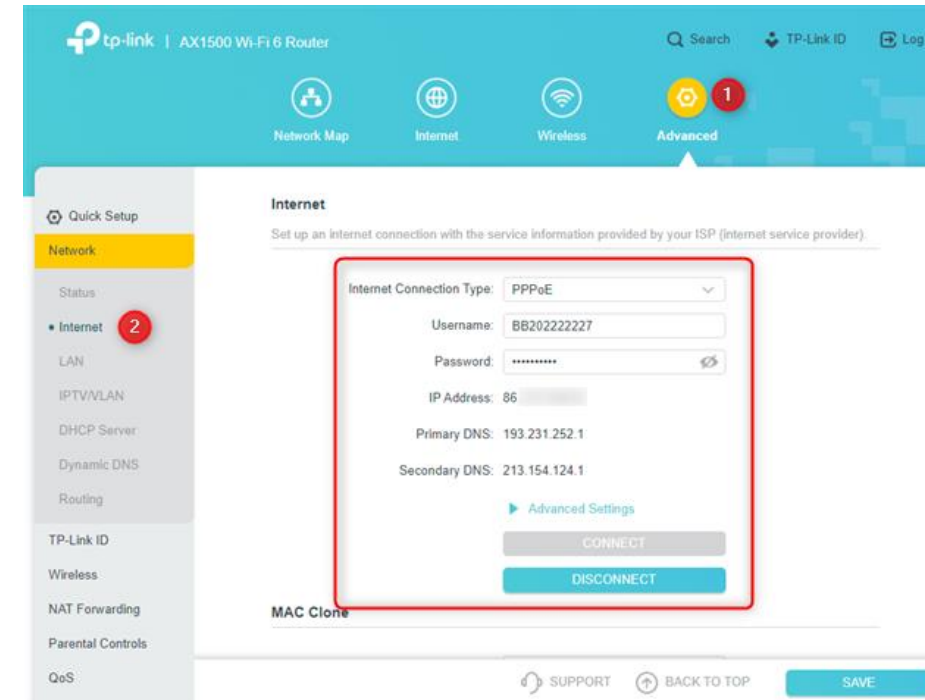 tp-link | AX1500 Wi-Fi 6 Router
Search
TP-Link ID
Log
Network Map
Internet
Wireless
Advanced
1
Quick Setup
Network
Status
Internet
2
LAN
IPTV/VLAN
DHCP Server
Dynamic DNS
Routing
TP-Link ID
Wireless
NAT Forwarding
Parental Controls
QoS
Internet
Set up an internet connection with the service information provided by your ISP (internet service provider).
Internet Connection Type: PPPoE
Username: BB202222227
Password: ••••••••••
IP Address: 86
Primary DNS: 193.231.252.1
Secondary DNS: 213.154.124.1
Advanced Settings
CONNECT
DISCONNECT
MAC Clone
SUPPORT
BACK TO TOP
SAVE